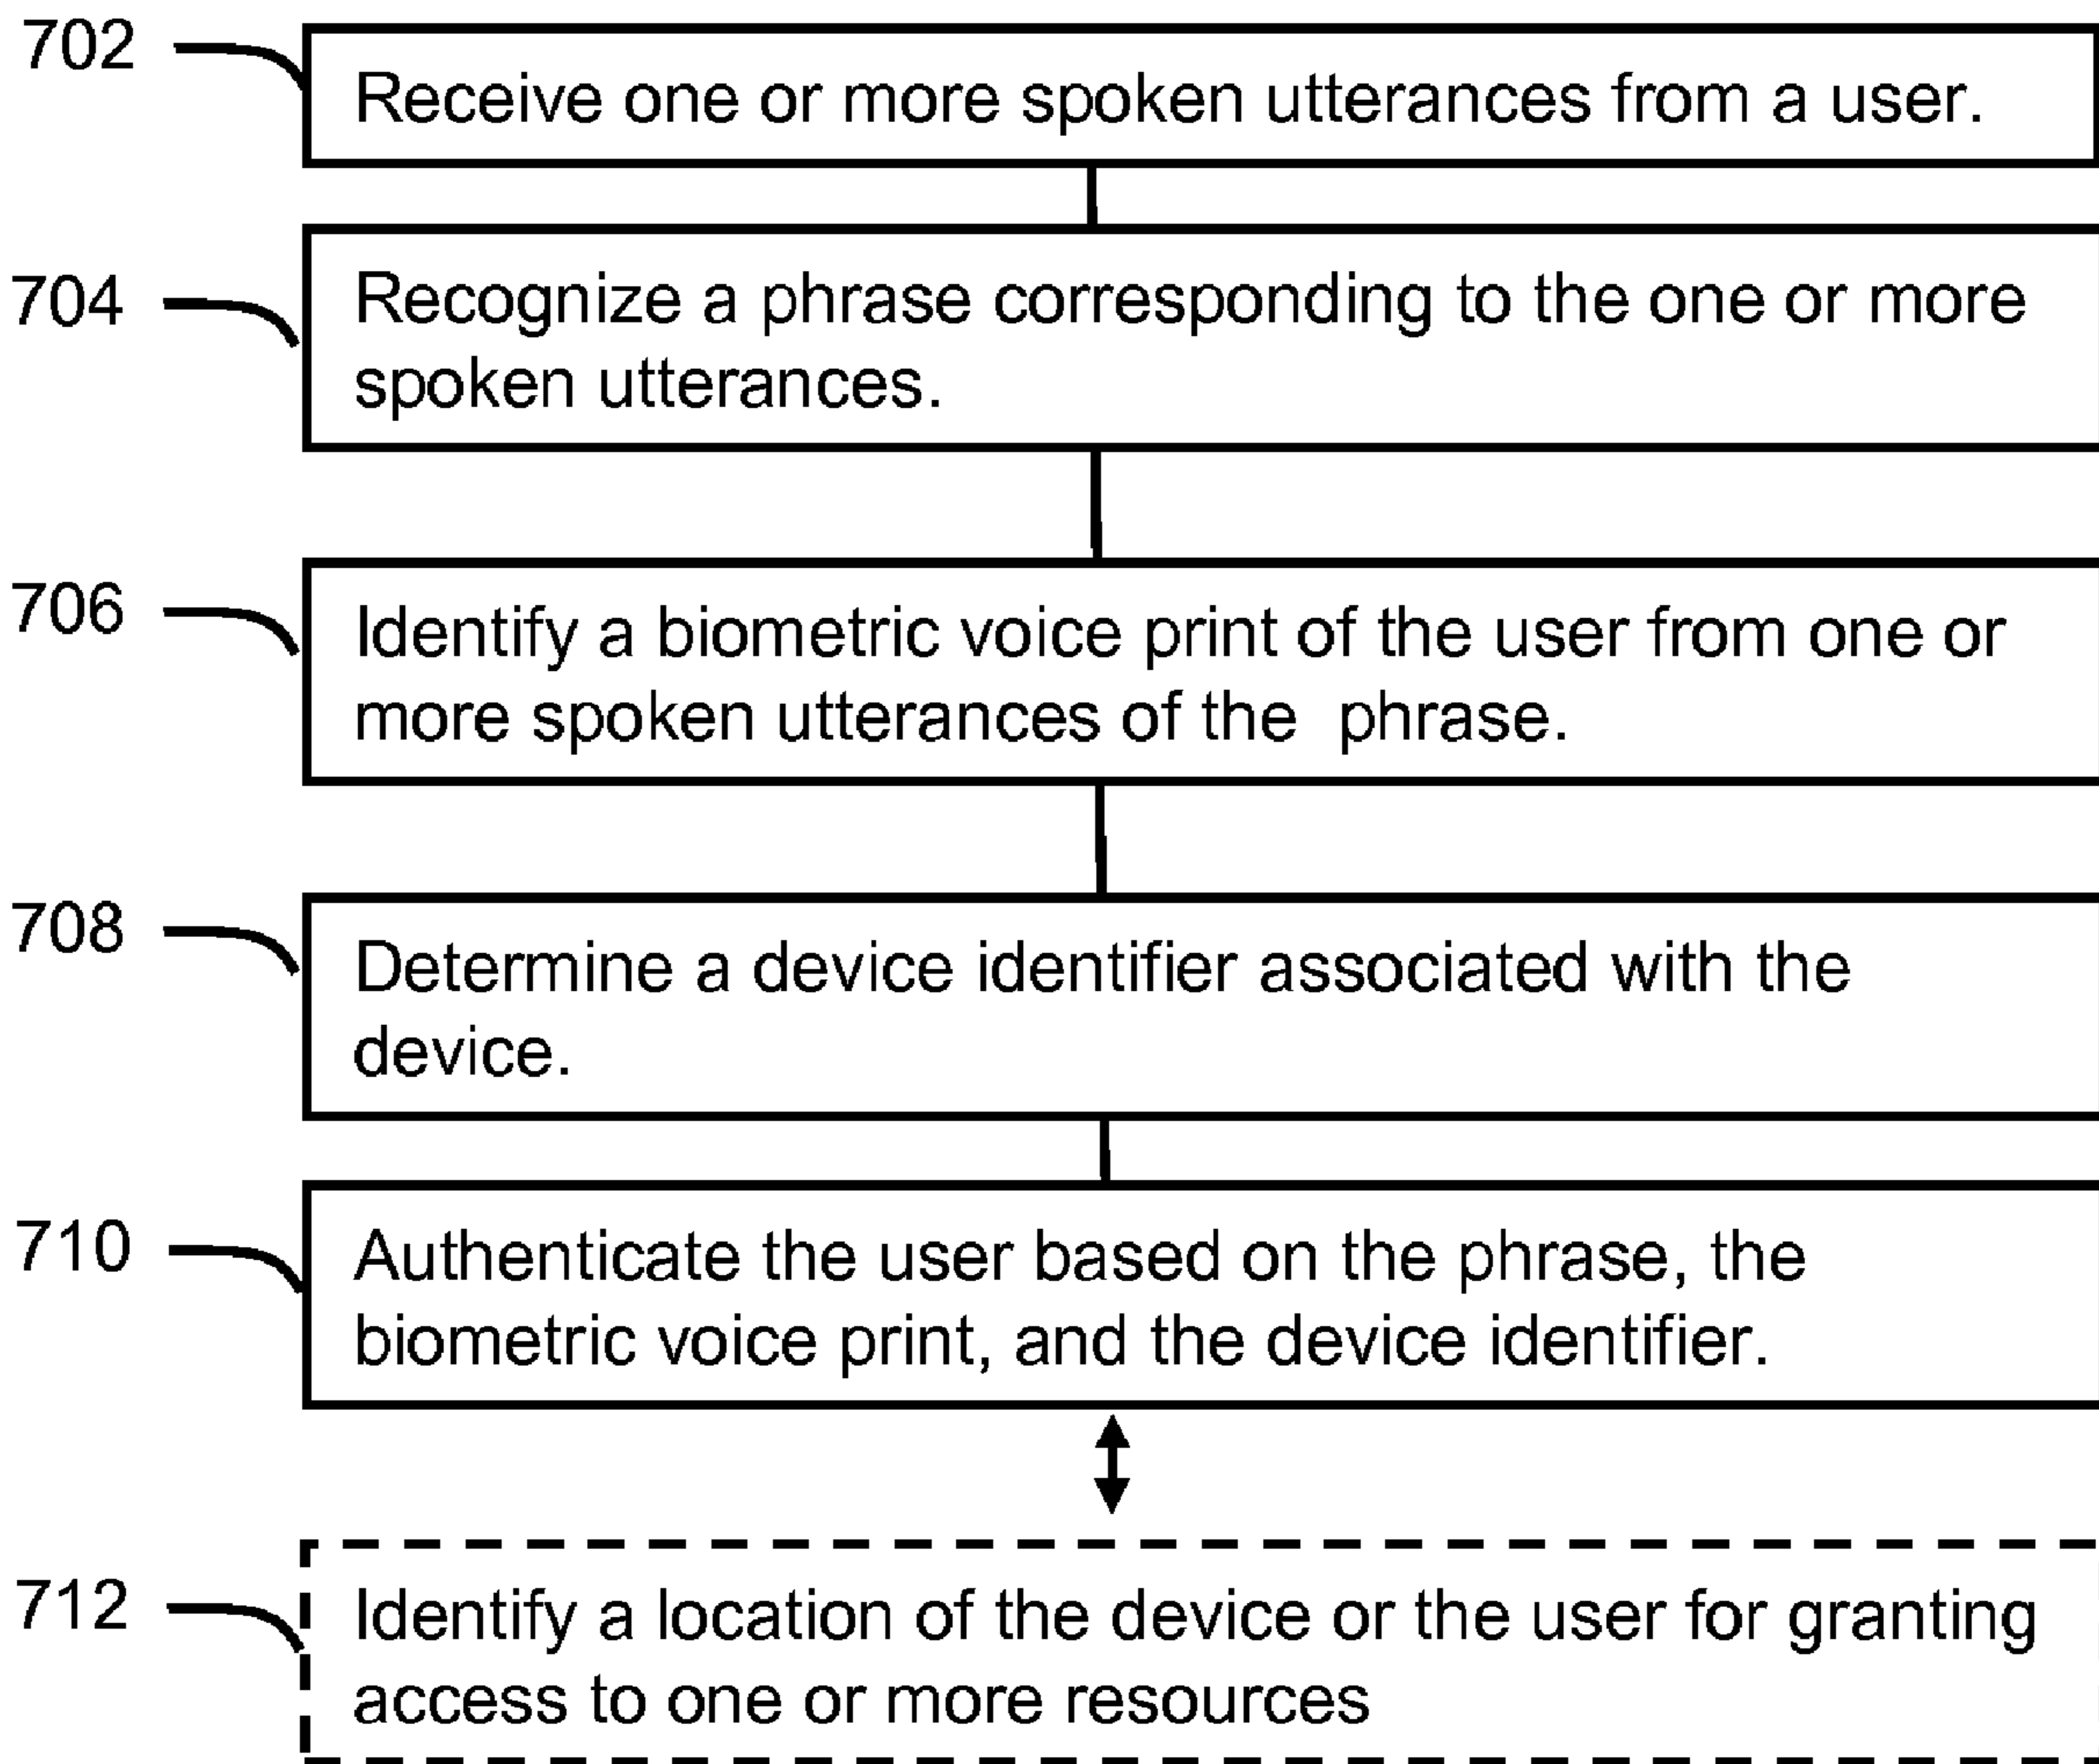 702
Receive one or more spoken utterances from a user.
704
Recognize a phrase corresponding to the one or more
spoken utterances.
706
Identify a biometric voice print of the user from one or
more spoken utterances of the phrase.
708
Determine a device identifier associated with the
device.
710
Authenticate the user based on the phrase, the
biometric voice print, and the device identifier.
712
Identify a location of the device or the user for granting
access to one or more resources